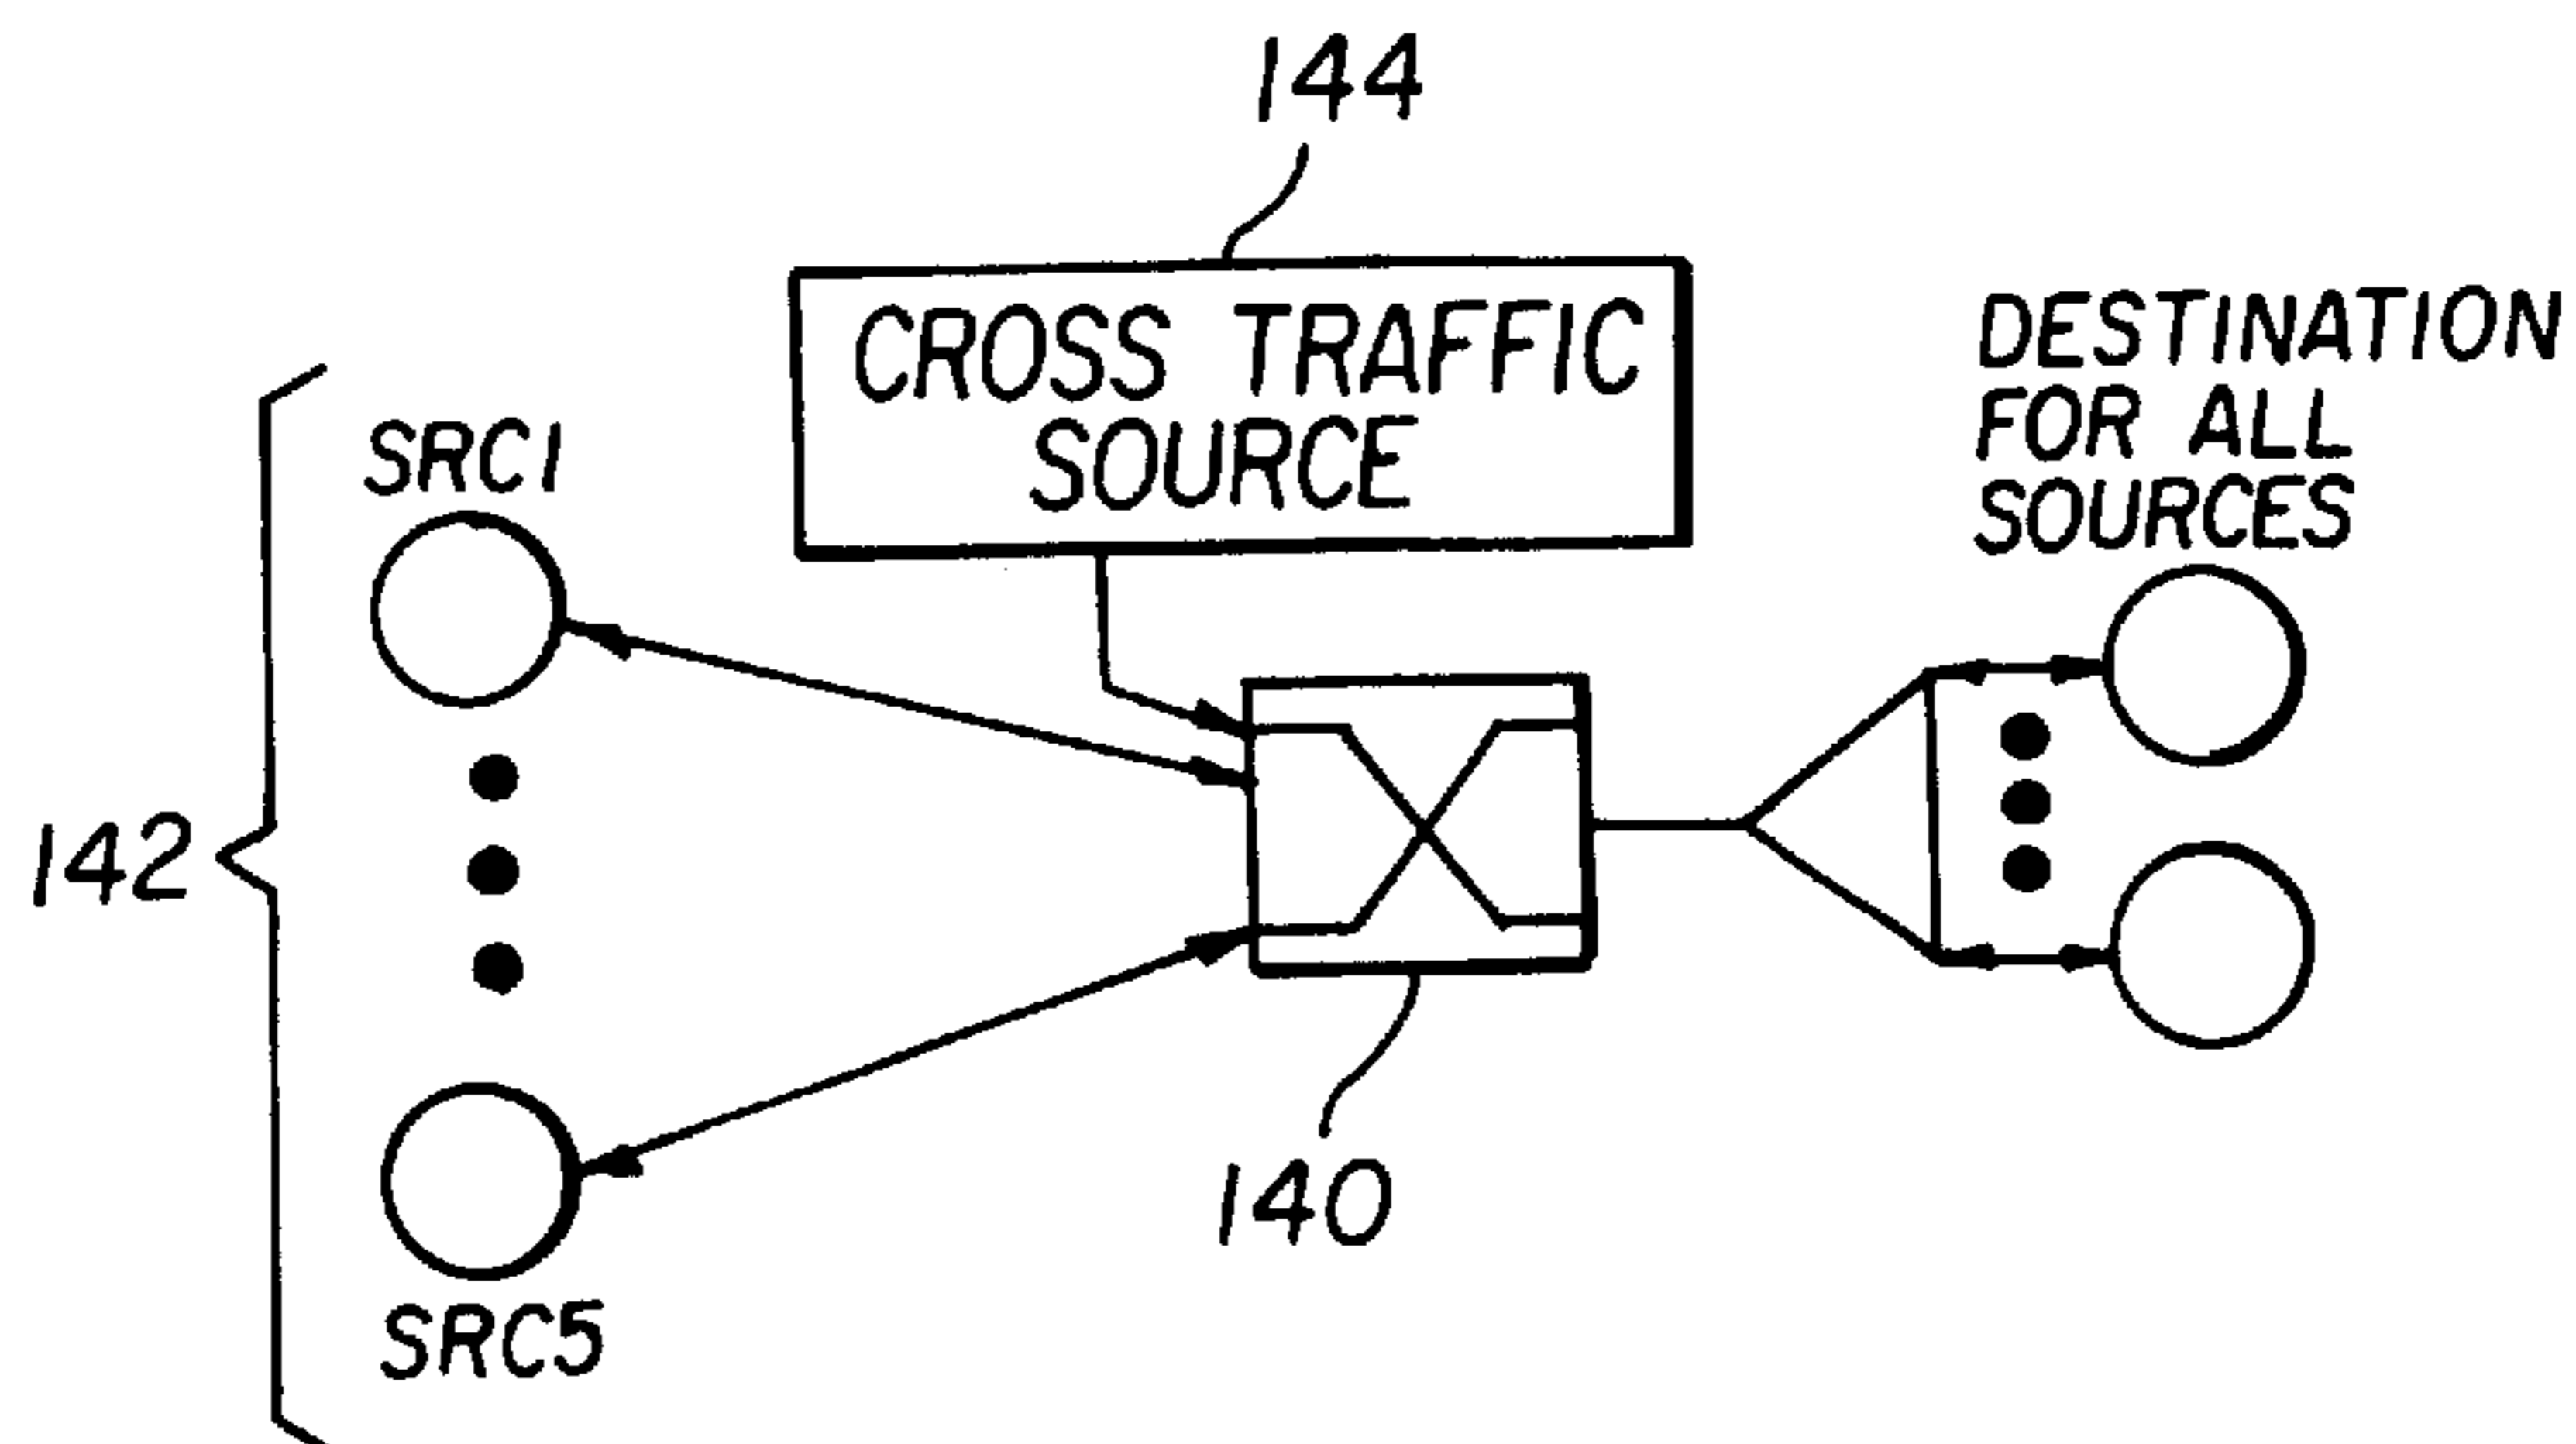 144
CROSS TRAFFIC
SOURCE
DESTINATION
FOR ALL
SOURCES
SRC1
142
140
SRC5